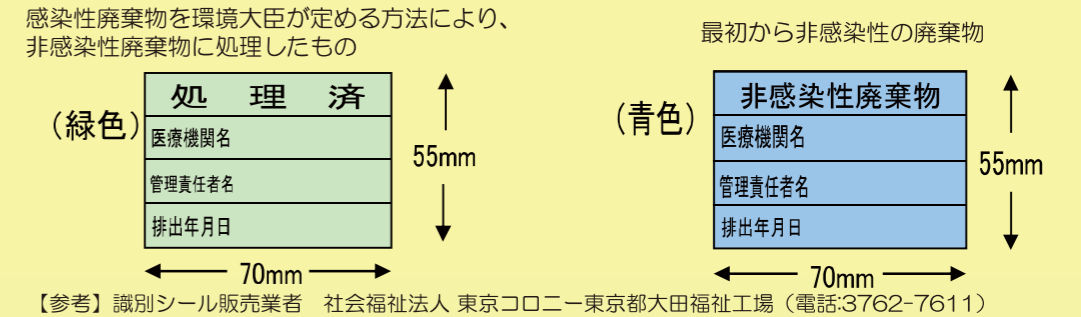 感染性廃棄物を環境大臣が定める方法により、
非感染性廃棄物に処理したもの
(緑色)
処 理 済
医療機関名
管理責任者名
排出年月日
55mm
70mm
最初から非感染性の廃棄物
(青色)
非感染性廃棄物
医療機関名
管理責任者名
排出年月日
55mm
70mm
【参考】識別シール販売業者　社会福祉法人 東京コロニー東京都大田福祉工場（電話:3762-7611）